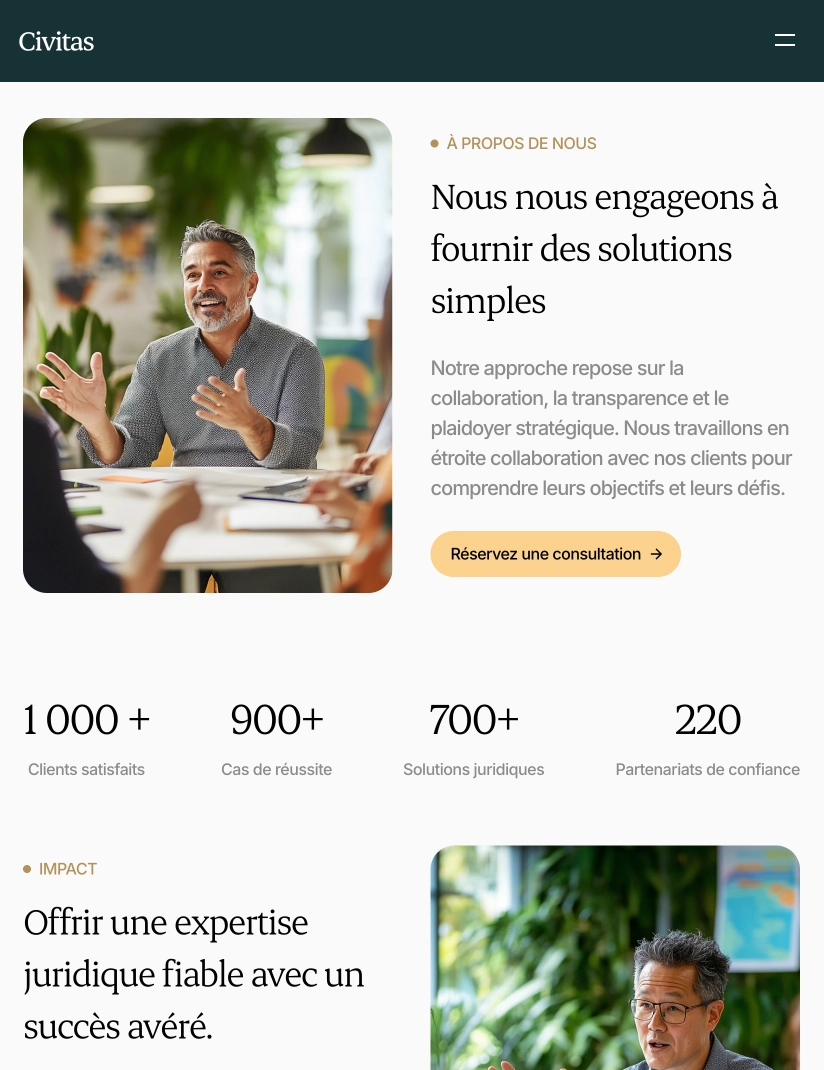 Civitas
À PROPOS DE NOUS
Nous nous engageons à
fournir des solutions
simples
Notre approche repose sur la
collaboration, la transparence et le
plaidoyer stratégique. Nous travaillons en
étroite collaboration avec nos clients pour
comprendre leurs objectifs et leurs défis.
Réservez une consultation →
1 000 +
Clients satisfaits
900+
Cas de réussite
700+
Solutions juridiques
220
Partenariats de confiance
IMPACT
Offrir une expertise
juridique fiable avec un
succès avéré.